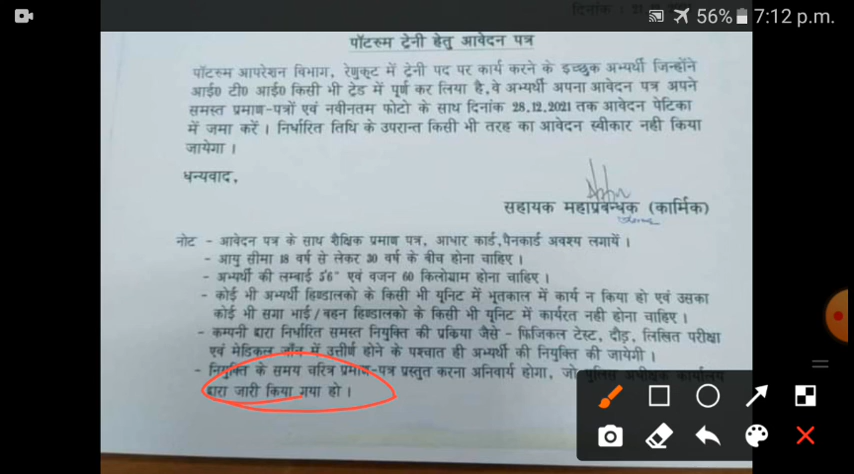 56% 7:12 p.m.
पॉटरूम ट्रेनी हेतु आवेदन पत्र
पॉटरूम आपरेशन विभाग, रेणुकूट में ट्रेनी पद पर कार्य करने के इच्छुक अभ्यर्थी जिन्होंने
आई0 टी0 आई0 किसी भी ट्रेड में पूर्ण कर लिया है, वे अभ्यर्थी अपना आवेदन पत्र अपने
समस्त प्रमाण-पत्रों एवं नवीनतम फोटो के साथ दिनांक 28.12.2021 तक आवेदन पेटिका
में जमा करें । निर्धारित तिथि के उपरान्त किसी भी तरह का आवेदन स्वीकार नही किया
जायेगा ।
धन्यवाद,
सहायक महाप्रबन्धक (कार्मिक)
नोट - आवेदन पत्र के साथ शैक्षिक प्रमाण पत्र, आधार कार्ड,पैनकार्ड अवश्य लगायें ।
- आयु सीमा 18 वर्ष से लेकर 30 वर्ष के बीच होना चाहिए ।
- अभ्यर्थी की लम्बाई 5'6" एवं वजन 60 किलोग्राम होना चाहिए ।
- कोई भी अभ्यर्थी हिण्डालको के किसी भी यूनिट में भूतकाल में कार्य न किया हो एवं उसका
कोई भी सगा भाई/बहन हिण्डालको के किसी भी यूनिट में कार्यरत नही होना चाहिए ।
- कम्पनी द्वारा निर्धारित समस्त नियुक्ति की प्रकिया जैसे - फिजिकल टेस्ट, दौड़, लिखित परीक्षा
एवं मेडिकल जाँच में उत्तीर्ण होने के पश्चात ही अभ्यर्थी की नियुक्ति की जायेगी ।
- नियुक्ति के समय चरित्र प्रमाण-पत्र प्रस्तुत करना अनिवार्य होगा, जो पुलिस अधीक्षक कार्यालय
द्वारा जारी किया गया हो ।